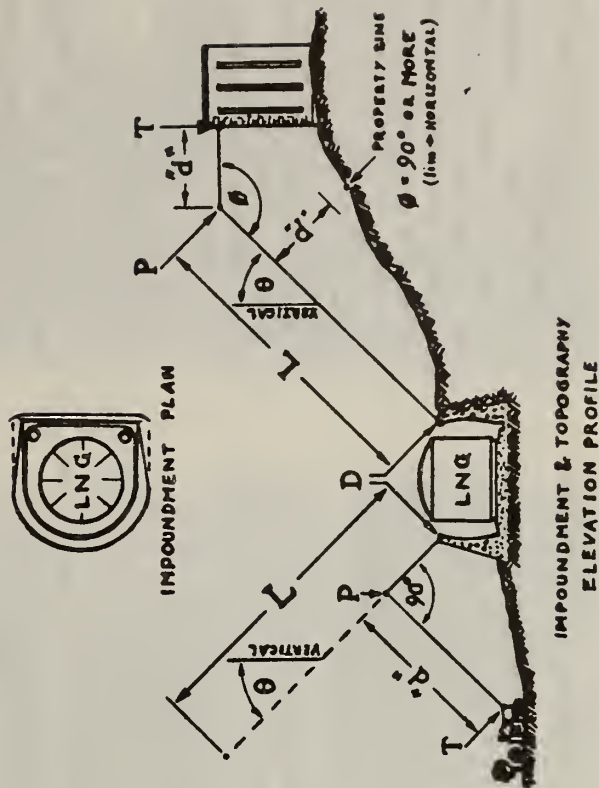 LNG
IMPOUNDMENT PLAN
P
T
"d"
L
θ
VERTICAL
ø
"d"
PROPERTY LINE
ø = 90° OR MORE
(lim→HORIZONTAL)
L
θ
VERTICAL
D
P
90°
"d"
T
LNG
IMPOUNDMENT & TOPOGRAPHY
ELEVATION PROFILE